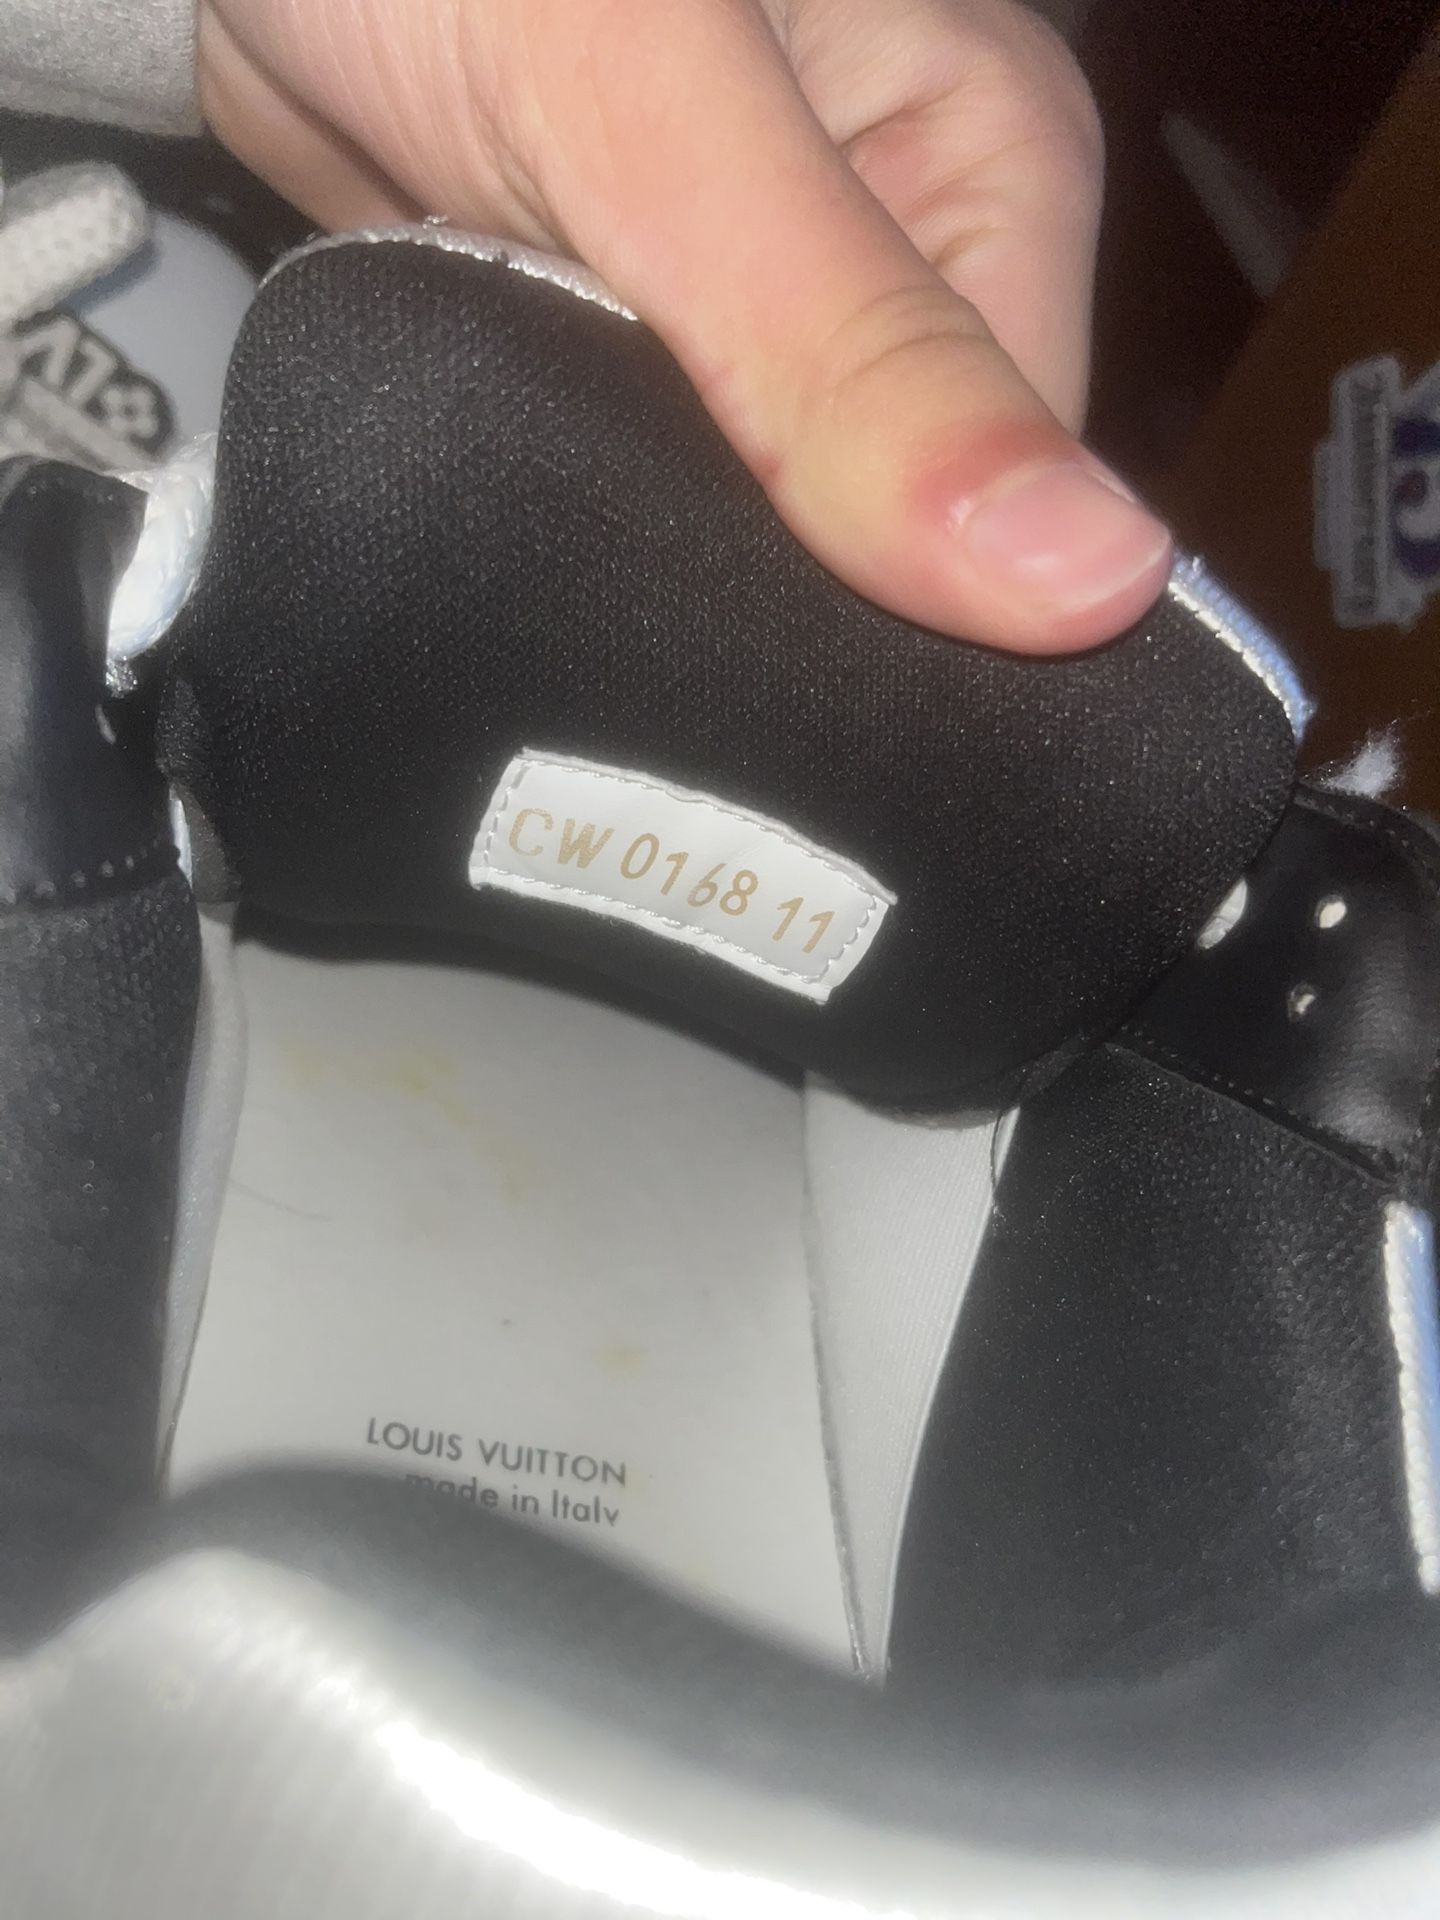 CW 0168 11
LOUIS VUITTON
made in Italy